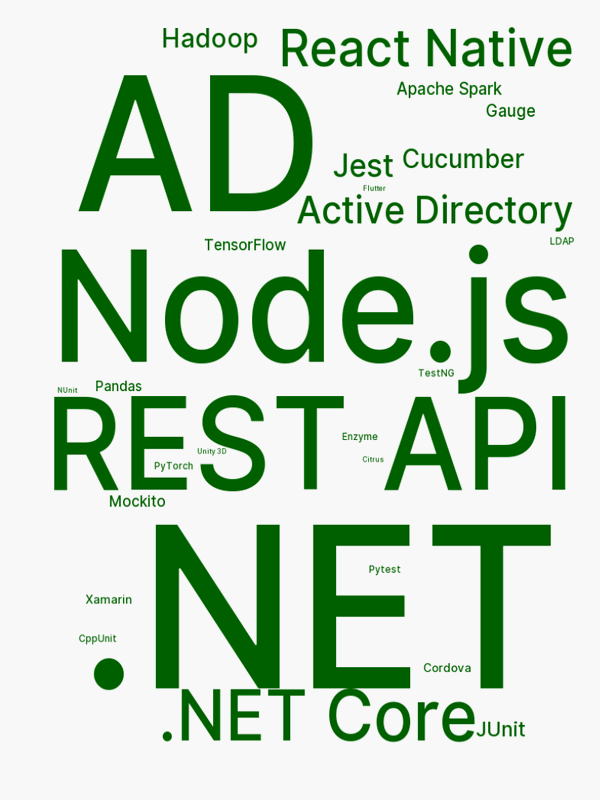 Hadoop
React Native
Apache Spark
Gauge
AD
Jest
Cucumber
Flutter
Active Directory
LDAP
TensorFlow
Node.js
TestNG
NUnit
Pandas
REST API
Enzyme
Unity 3D
Citrus
PyTorch
Mockito
.NET
Pytest
Xamarin
CppUnit
Cordova
.NET Core
JUnit